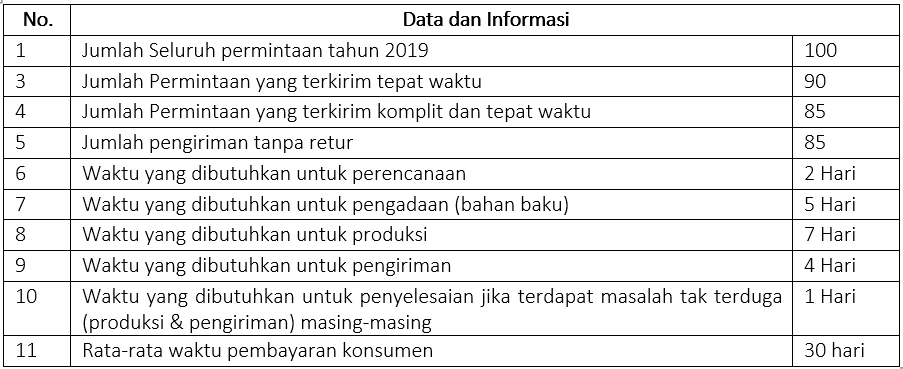 No. Data dan Informasi
1 Jumlah Seluruh permintaan tahun 2019 100
3 Jumlah Permintaan yang terkirim tepat waktu 90
4 Jumlah Permintaan yang terkirim komplit dan tepat waktu 85
5 Jumlah pengiriman tanpa retur 85
6 Waktu yang dibutuhkan untuk perencanaan 2 Hari
7 Waktu yang dibutuhkan untuk pengadaan (bahan baku) 5 Hari
8 Waktu yang dibutuhkan untuk produksi 7 Hari
9 Waktu yang dibutuhkan untuk pengiriman 4 Hari
10 Waktu yang dibutuhkan untuk penyelesaian jika terdapat masalah tak terduga 1 Hari
(produksi & pengiriman) masing-masing
11 Rata-rata waktu pembayaran konsumen 30 hari